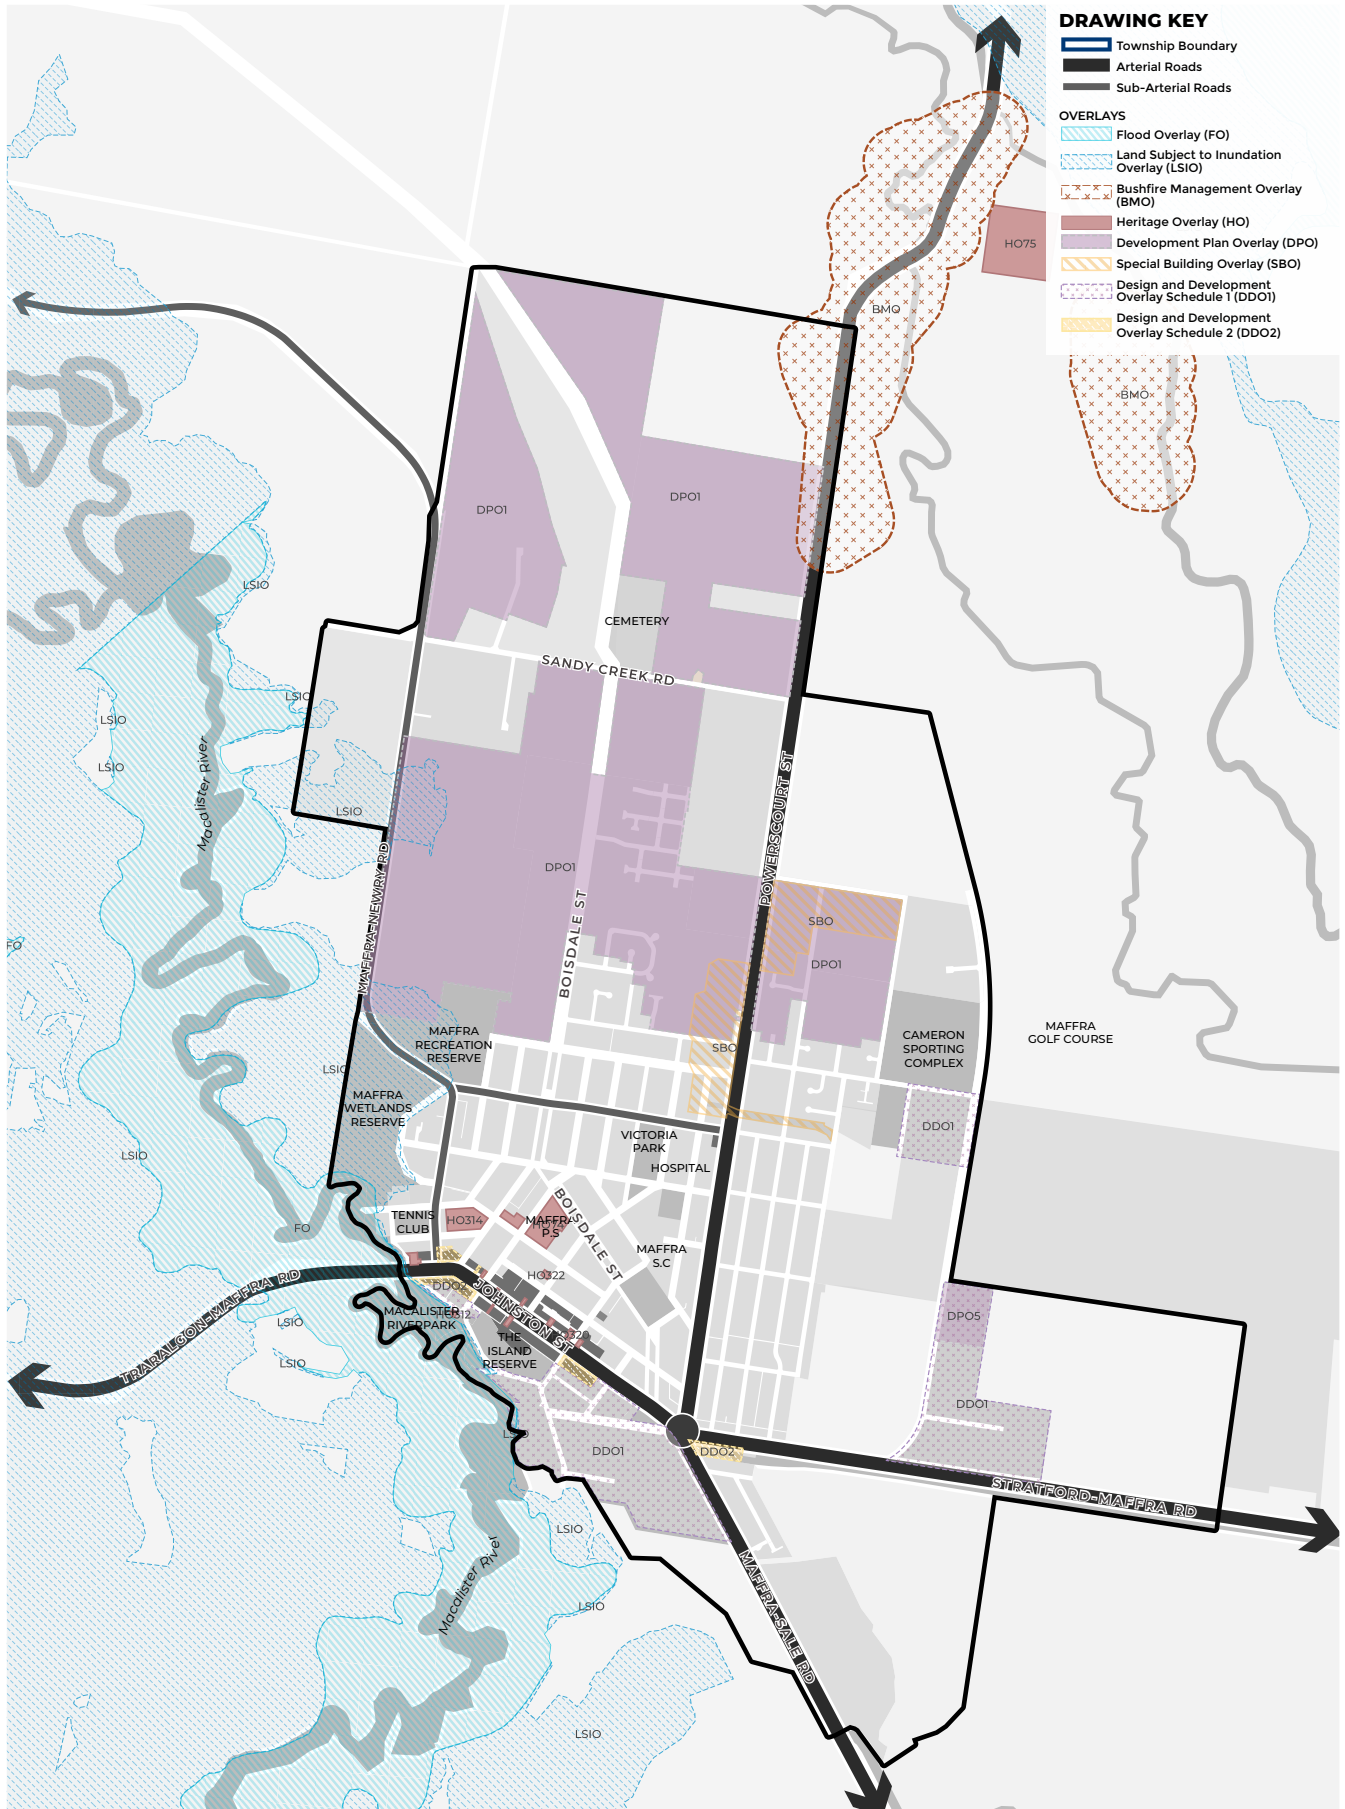 DRAWING KEY
Township Boundary
Arterial Roads
Sub-Arterial Roads
OVERLAYS
Flood Overlay (FO)
Land Subject to Inundation
Overlay (LSIO)
Bushfire Management Overlay
(BMO)
Heritage Overlay (HO)
Development Plan Overlay (DPO)
Special Building Overlay (SBO)
Design and Development
Overlay Schedule 1 (DDO1)
Design and Development
Overlay Schedule 2 (DDO2)
HO75
BMO
BMO
DPO1
DPO1
LSIO
CEMETERY
SANDY CREEK RD
LSIO
LSIO
LSIO
LSIO
Macalister River
POWERSCOURT ST
DPO1
MAFFRA-NEWRY RD
BOISDALE ST
SBO
FO
DPO1
MAFFRA
RECREATION
RESERVE
SBO
CAMERON
SPORTING
COMPLEX
MAFFRA
GOLF COURSE
LSIO
MAFFRA
WETLANDS
RESERVE
DDO1
VICTORIA
PARK
LSIO
HOSPITAL
BOISDALE ST
TENNIS
CLUB
HO314
MAFFRA
P.S
FO
MAFFRA
S.C
HO322
TRARALGON-MAFFRA RD
DDO2
JOHNSTON ST
MACALISTER
RIVERPARK
HO312
LSIO
DPO5
THE
ISLAND
RESERVE
LSIO
DDO1
LSIO
DDO1
DDO2
STRATFORD-MAFFRA RD
LSIO
Macalister River
MAFFRA-SALE RD
LSIO
LSIO